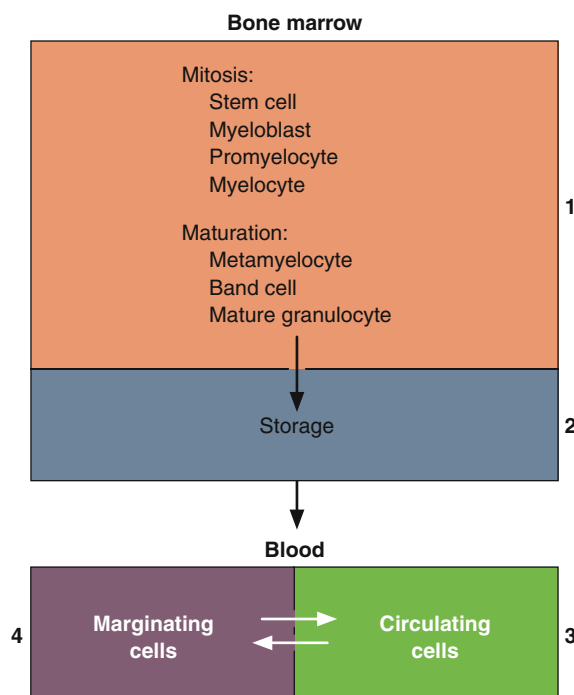 Bone marrow
Mitosis:
Stem cell
Myeloblast
Promyelocyte
Myelocyte
1
Maturation:
Metamyelocyte
Band cell
Mature granulocyte
Storage
2
Blood
4
Marginating
cells
Circulating
cells
3